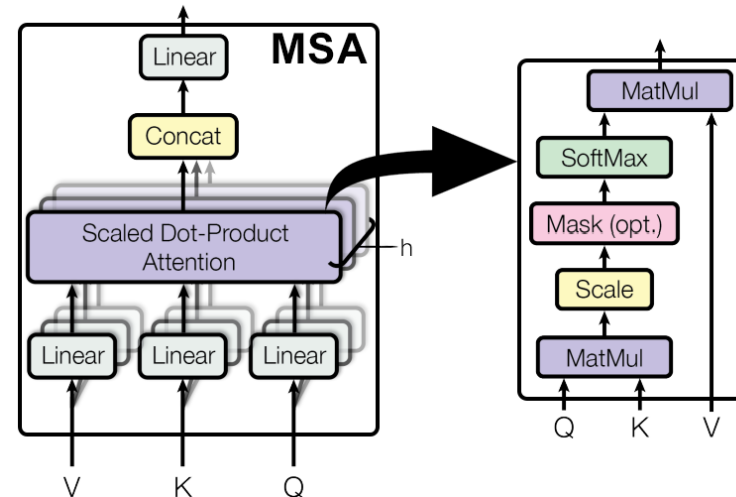 MSA
Linear
Concat
Scaled Dot-Product
Attention
h
Linear Linear Linear
V K Q
MatMul
SoftMax
Mask (opt.)
Scale
MatMul
Q K V